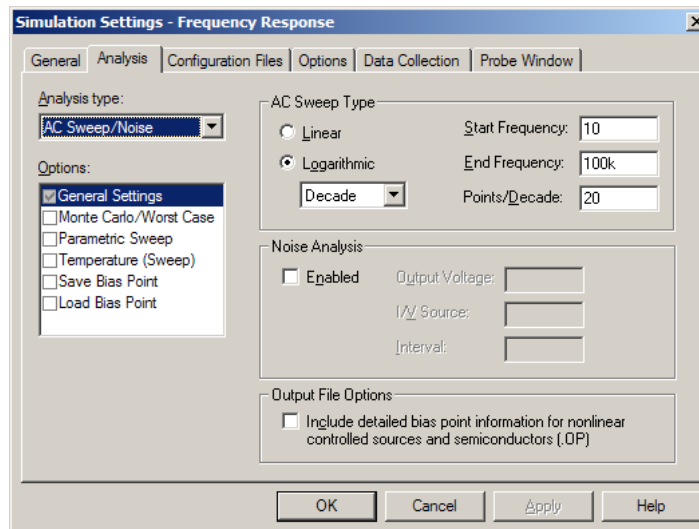 Simulation Settings - Frequency Response
General Analysis Configuration Files Options Data Collection Probe Window
Analysis type:
AC Sweep/Noise
Options:
General Settings
Monte Carlo/Worst Case
Parametric Sweep
Temperature (Sweep)
Save Bias Point
Load Bias Point
AC Sweep Type
Linear
Logarithmic
Decade
Start Frequency: 10
End Frequency: 100k
Points/Decade: 20
Noise Analysis
Enabled
Output Voltage:
I/V Source:
Interval:
Output File Options
Include detailed bias point information for nonlinear
controlled sources and semiconductors (.OP)
OK Cancel Apply Help